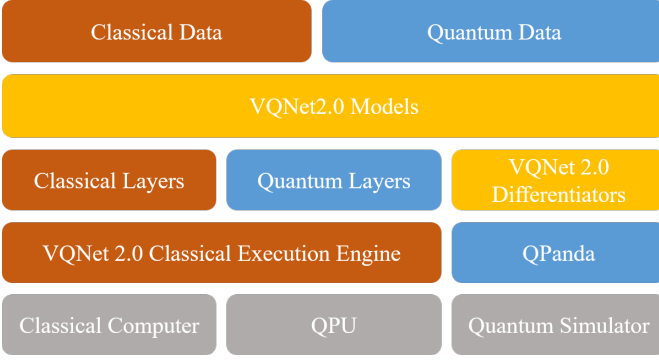 Classical Data
Quantum Data
VQNet2.0 Models
Classical Layers
Quantum Layers
VQNet 2.0
Differentiators
VQNet 2.0 Classical Execution Engine
QPanda
Classical Computer
QPU
Quantum Simulator